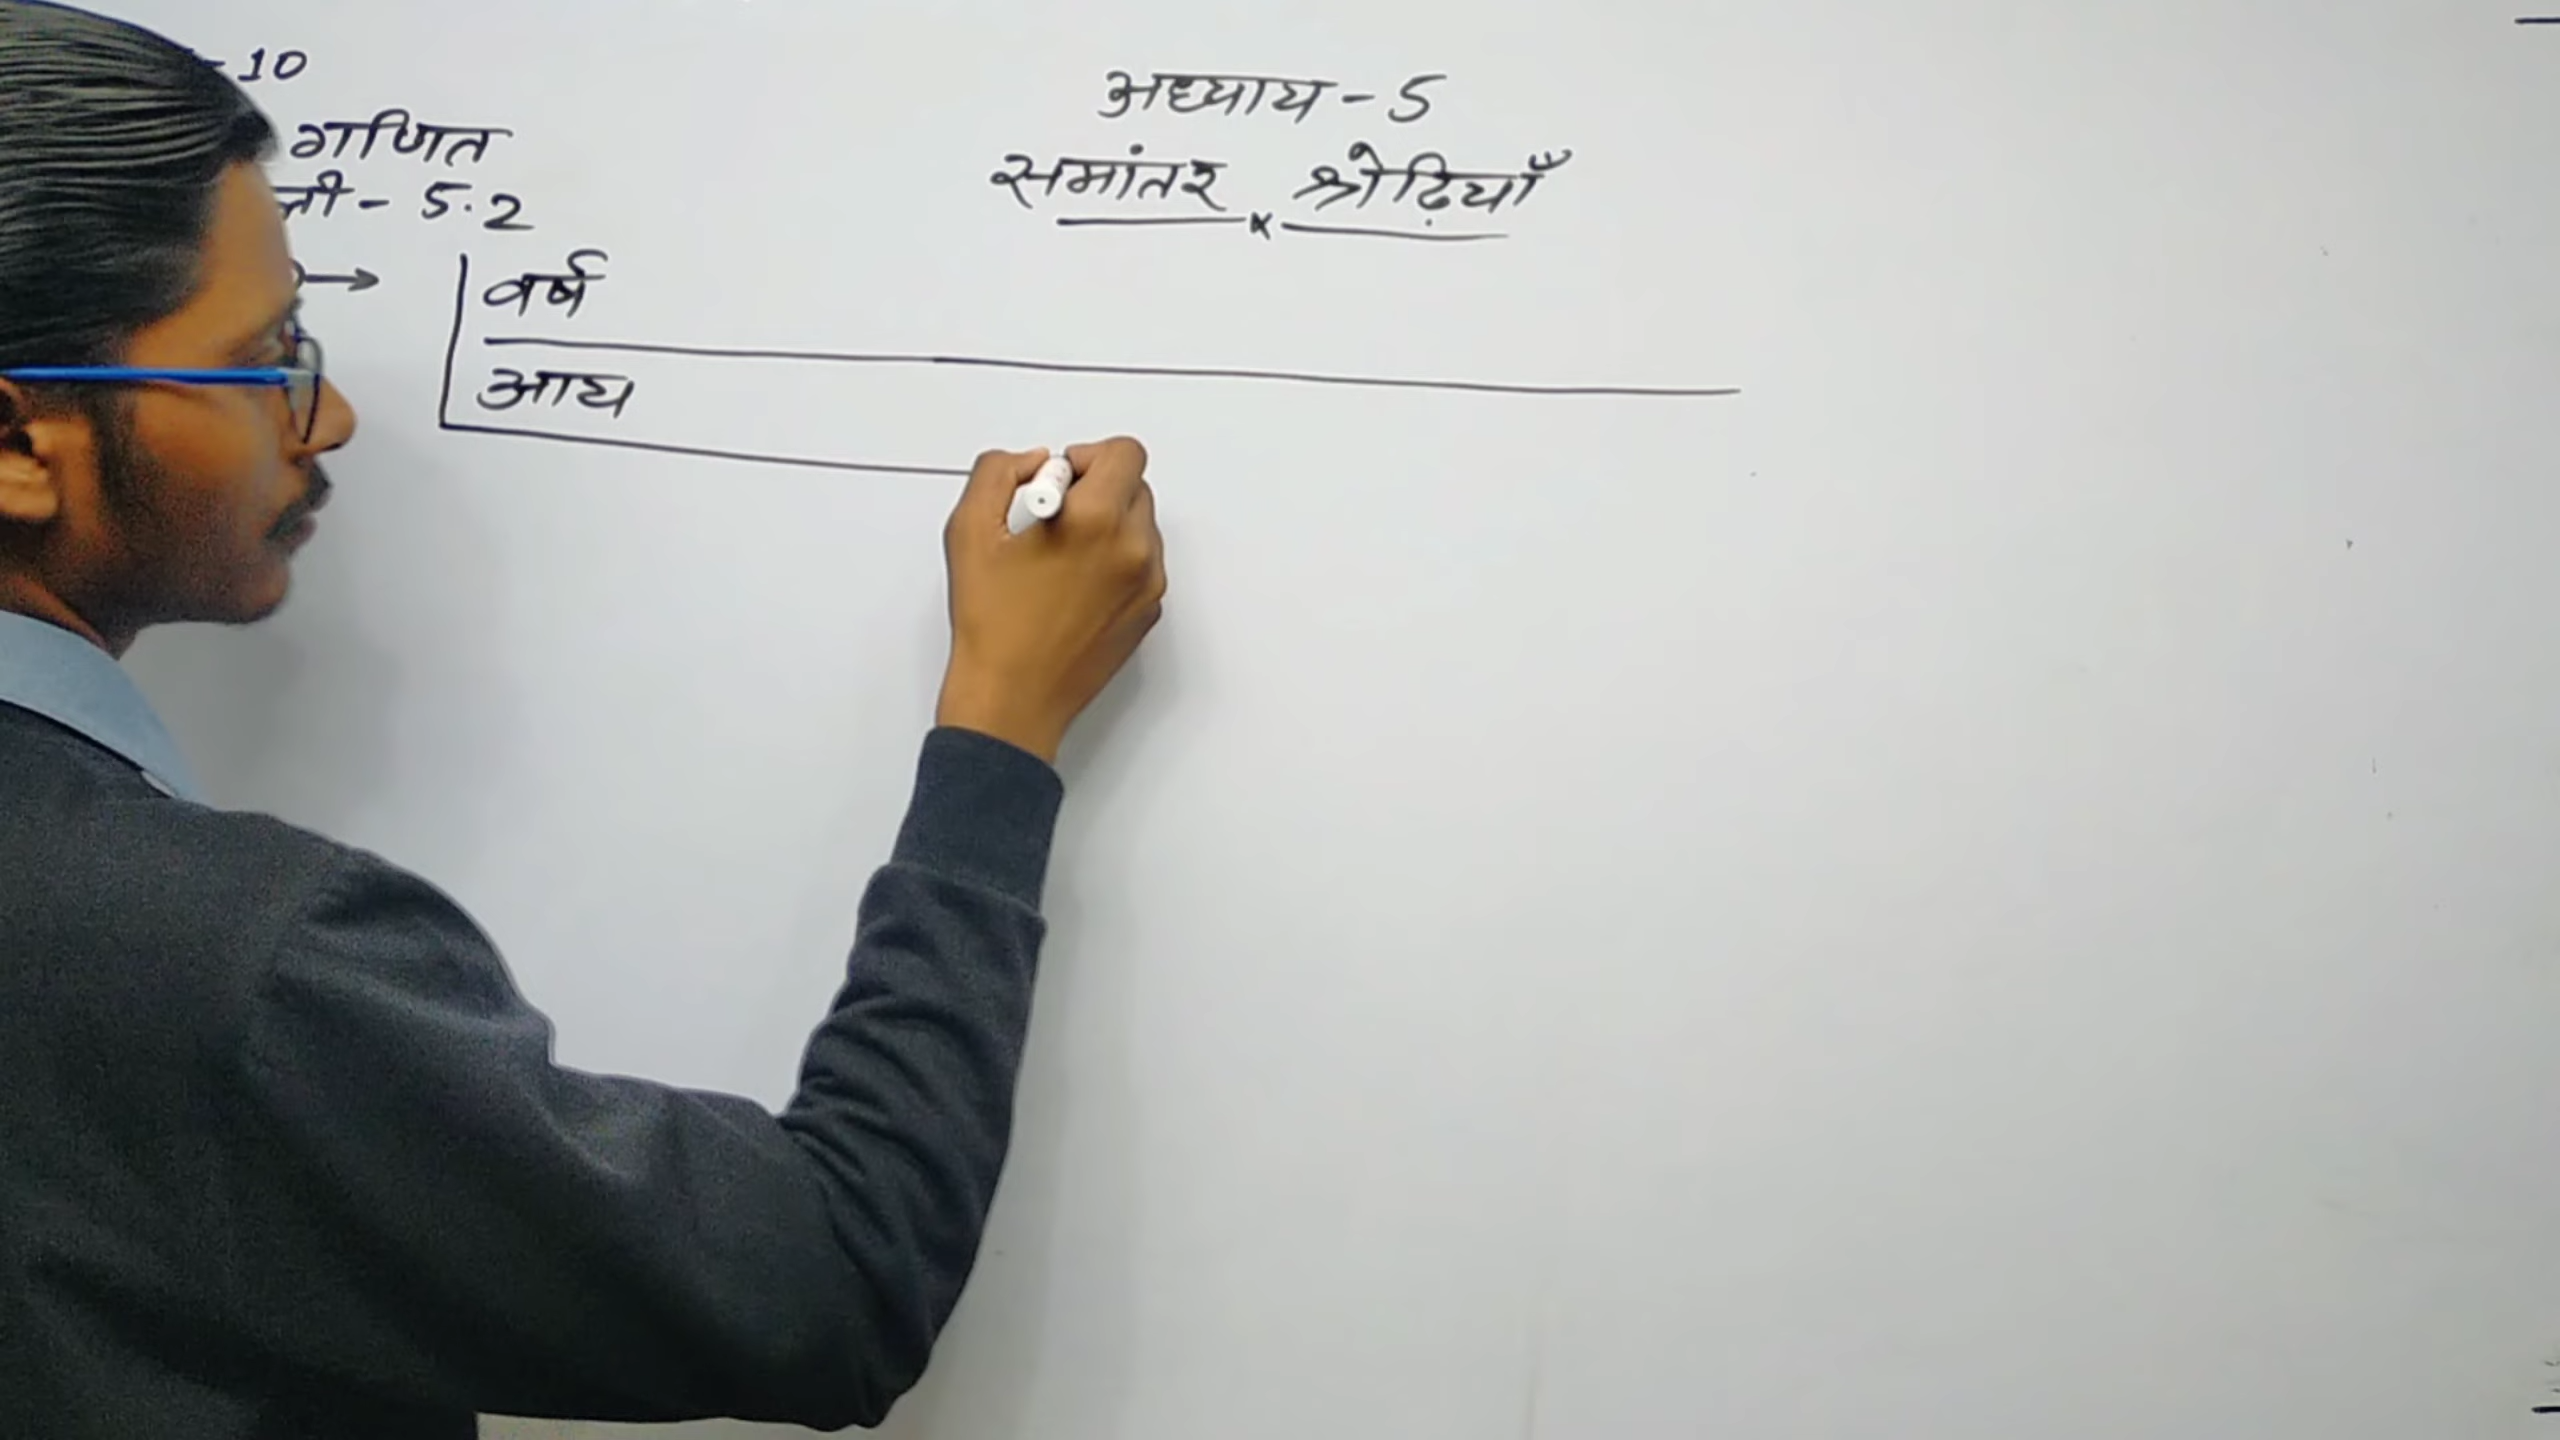 - 10
गणित
ली - 5.2
अध्याय - 5
समांतर श्रेढ़ियाँ
वर्ष
आय